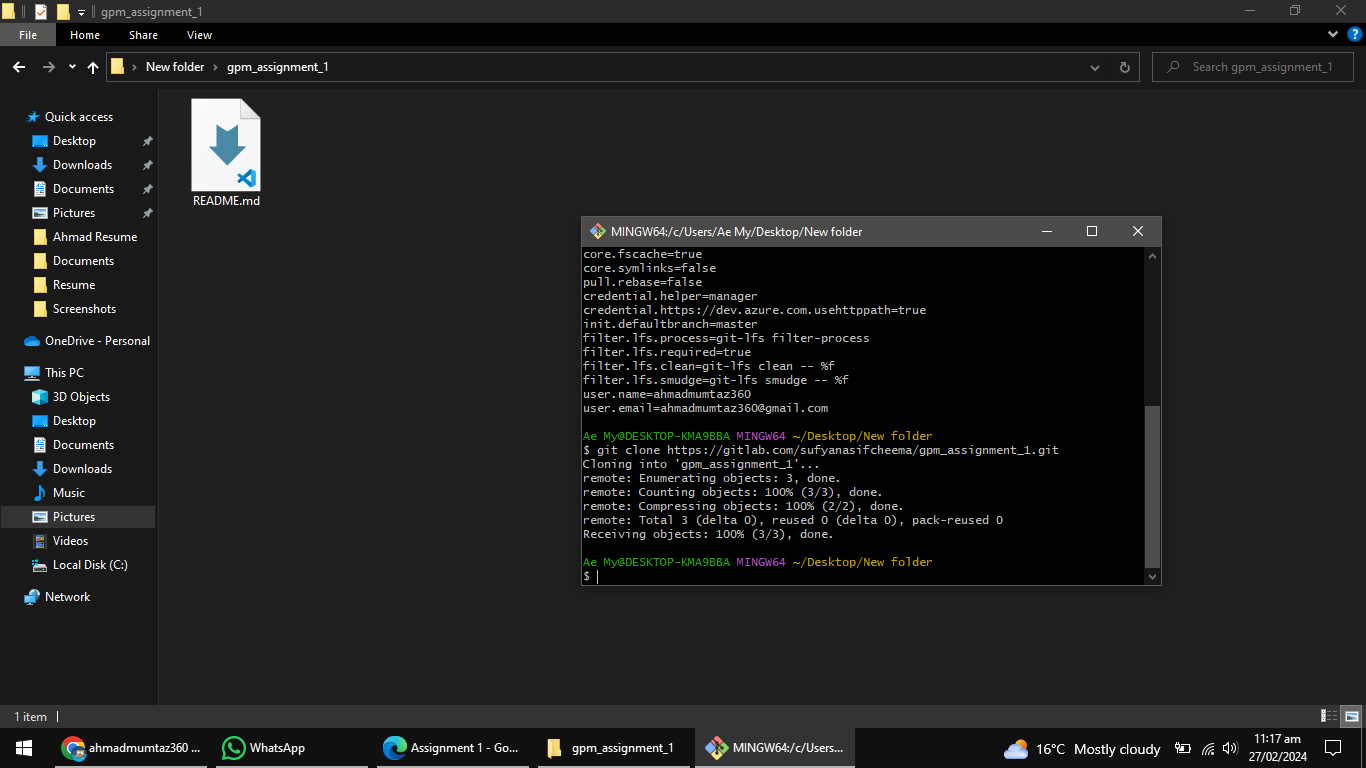 gpm_assignment_1
File Home Share View
New folder › gpm_assignment_1
Search gpm_assignment_1
Quick access
Desktop
Downloads
Documents
Pictures
Ahmad Resume
Documents
Resume
Screenshots
OneDrive - Personal
This PC
3D Objects
Desktop
Documents
Downloads
Music
Pictures
Videos
Local Disk (C:)
Network
README.md
MINGW64:/c/Users/Ae My/Desktop/New folder
core.fscache=true
core.symlinks=false
pull.rebase=false
credential.helper=manager
credential.https://dev.azure.com.usehttppath=true
init.defaultbranch=master
filter.lfs.process=git-lfs filter-process
filter.lfs.required=true
filter.lfs.clean=git-lfs clean -- %f
filter.lfs.smudge=git-lfs smudge -- %f
user.name=ahmadmumtaz360
user.email=ahmadmumtaz360@gmail.com
Ae My@DESKTOP-KMA9BBA MINGW64 ~/Desktop/New folder
$ git clone https://gitlab.com/sufyanasifcheema/gpm_assignment_1.git
Cloning into 'gpm_assignment_1'...
remote: Enumerating objects: 3, done.
remote: Counting objects: 100% (3/3), done.
remote: Compressing objects: 100% (2/2), done.
remote: Total 3 (delta 0), reused 0 (delta 0), pack-reused 0
Receiving objects: 100% (3/3), done.
Ae My@DESKTOP-KMA9BBA MINGW64 ~/Desktop/New folder
$
1 item
ahmadmumtaz360 ...
WhatsApp
Assignment 1 - Go...
gpm_assignment_1
MINGW64:/c/Users...
16°C Mostly cloudy
11:17 am
27/02/2024